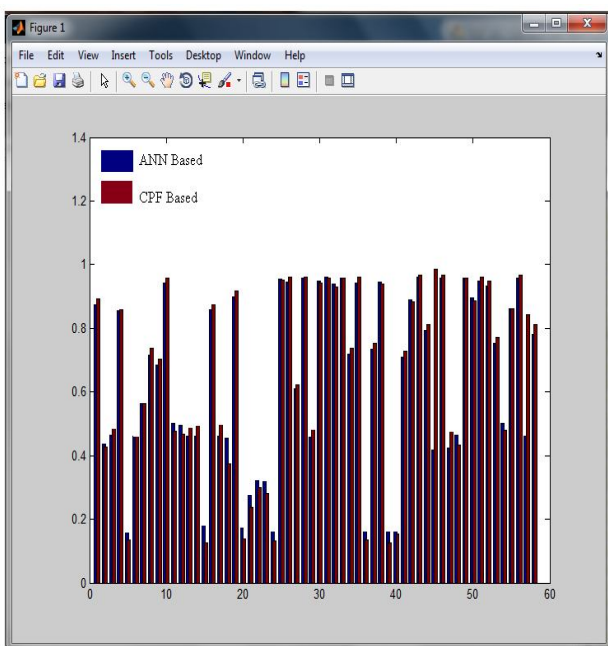 Figure 1
File Edit View Insert Tools Desktop Window Help
1.4
ANN Based
CPF Based
1.2
1
0.8
0.6
0.4
0.2
0
0 10 20 30 40 50 60